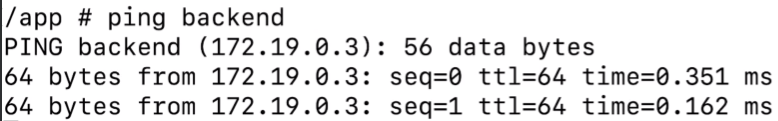 /app # ping backend
PING backend (172.19.0.3): 56 data bytes
64 bytes from 172.19.0.3: seq=0 ttl=64 time=0.351 ms
64 bytes from 172.19.0.3: seq=1 ttl=64 time=0.162 ms